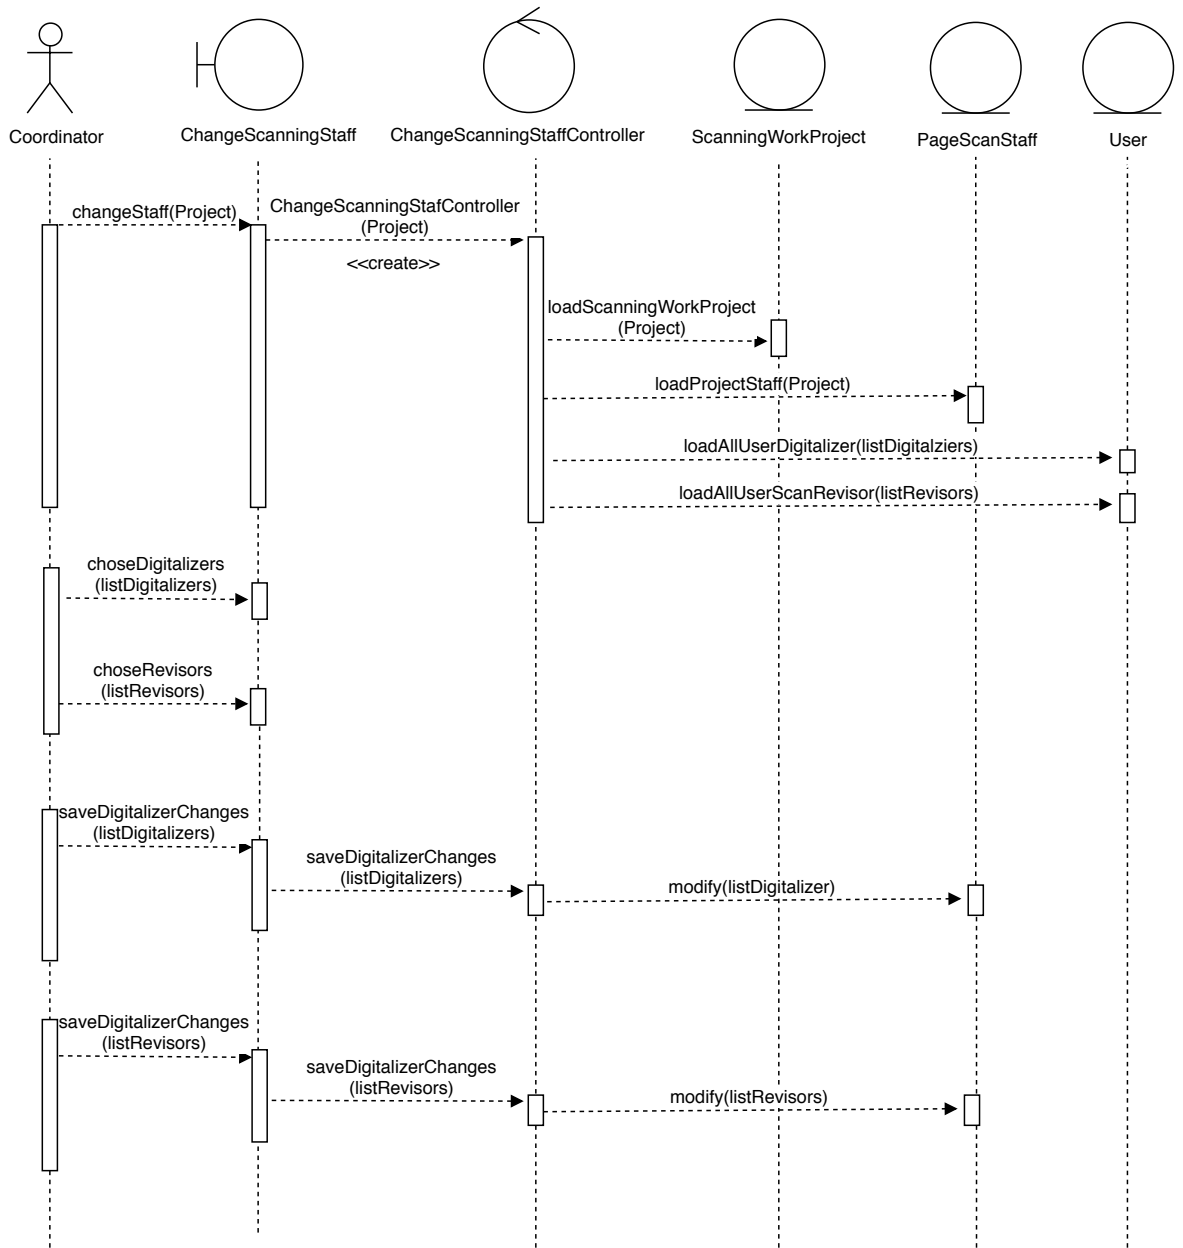 Coordinator
ChangeScanningStaff
ChangeScanningStaffController
ScanningWorkProject
PageScanStaff
User
changeStaff(Project)
ChangeScanningStafController
(Project)
<<create>>
loadScanningWorkProject
(Project)
loadProjectStaff(Project)
loadAllUserDigitalizer(listDigitalziers)
loadAllUserScanRevisor(listRevisors)
choseDigitalizers
(listDigitalizers)
choseRevisors
(listRevisors)
saveDigitalizerChanges
(listDigitalizers)
saveDigitalizerChanges
(listDigitalizers)
modify(listDigitalizer)
saveDigitalizerChanges
(listRevisors)
saveDigitalizerChanges
(listRevisors)
modify(listRevisors)